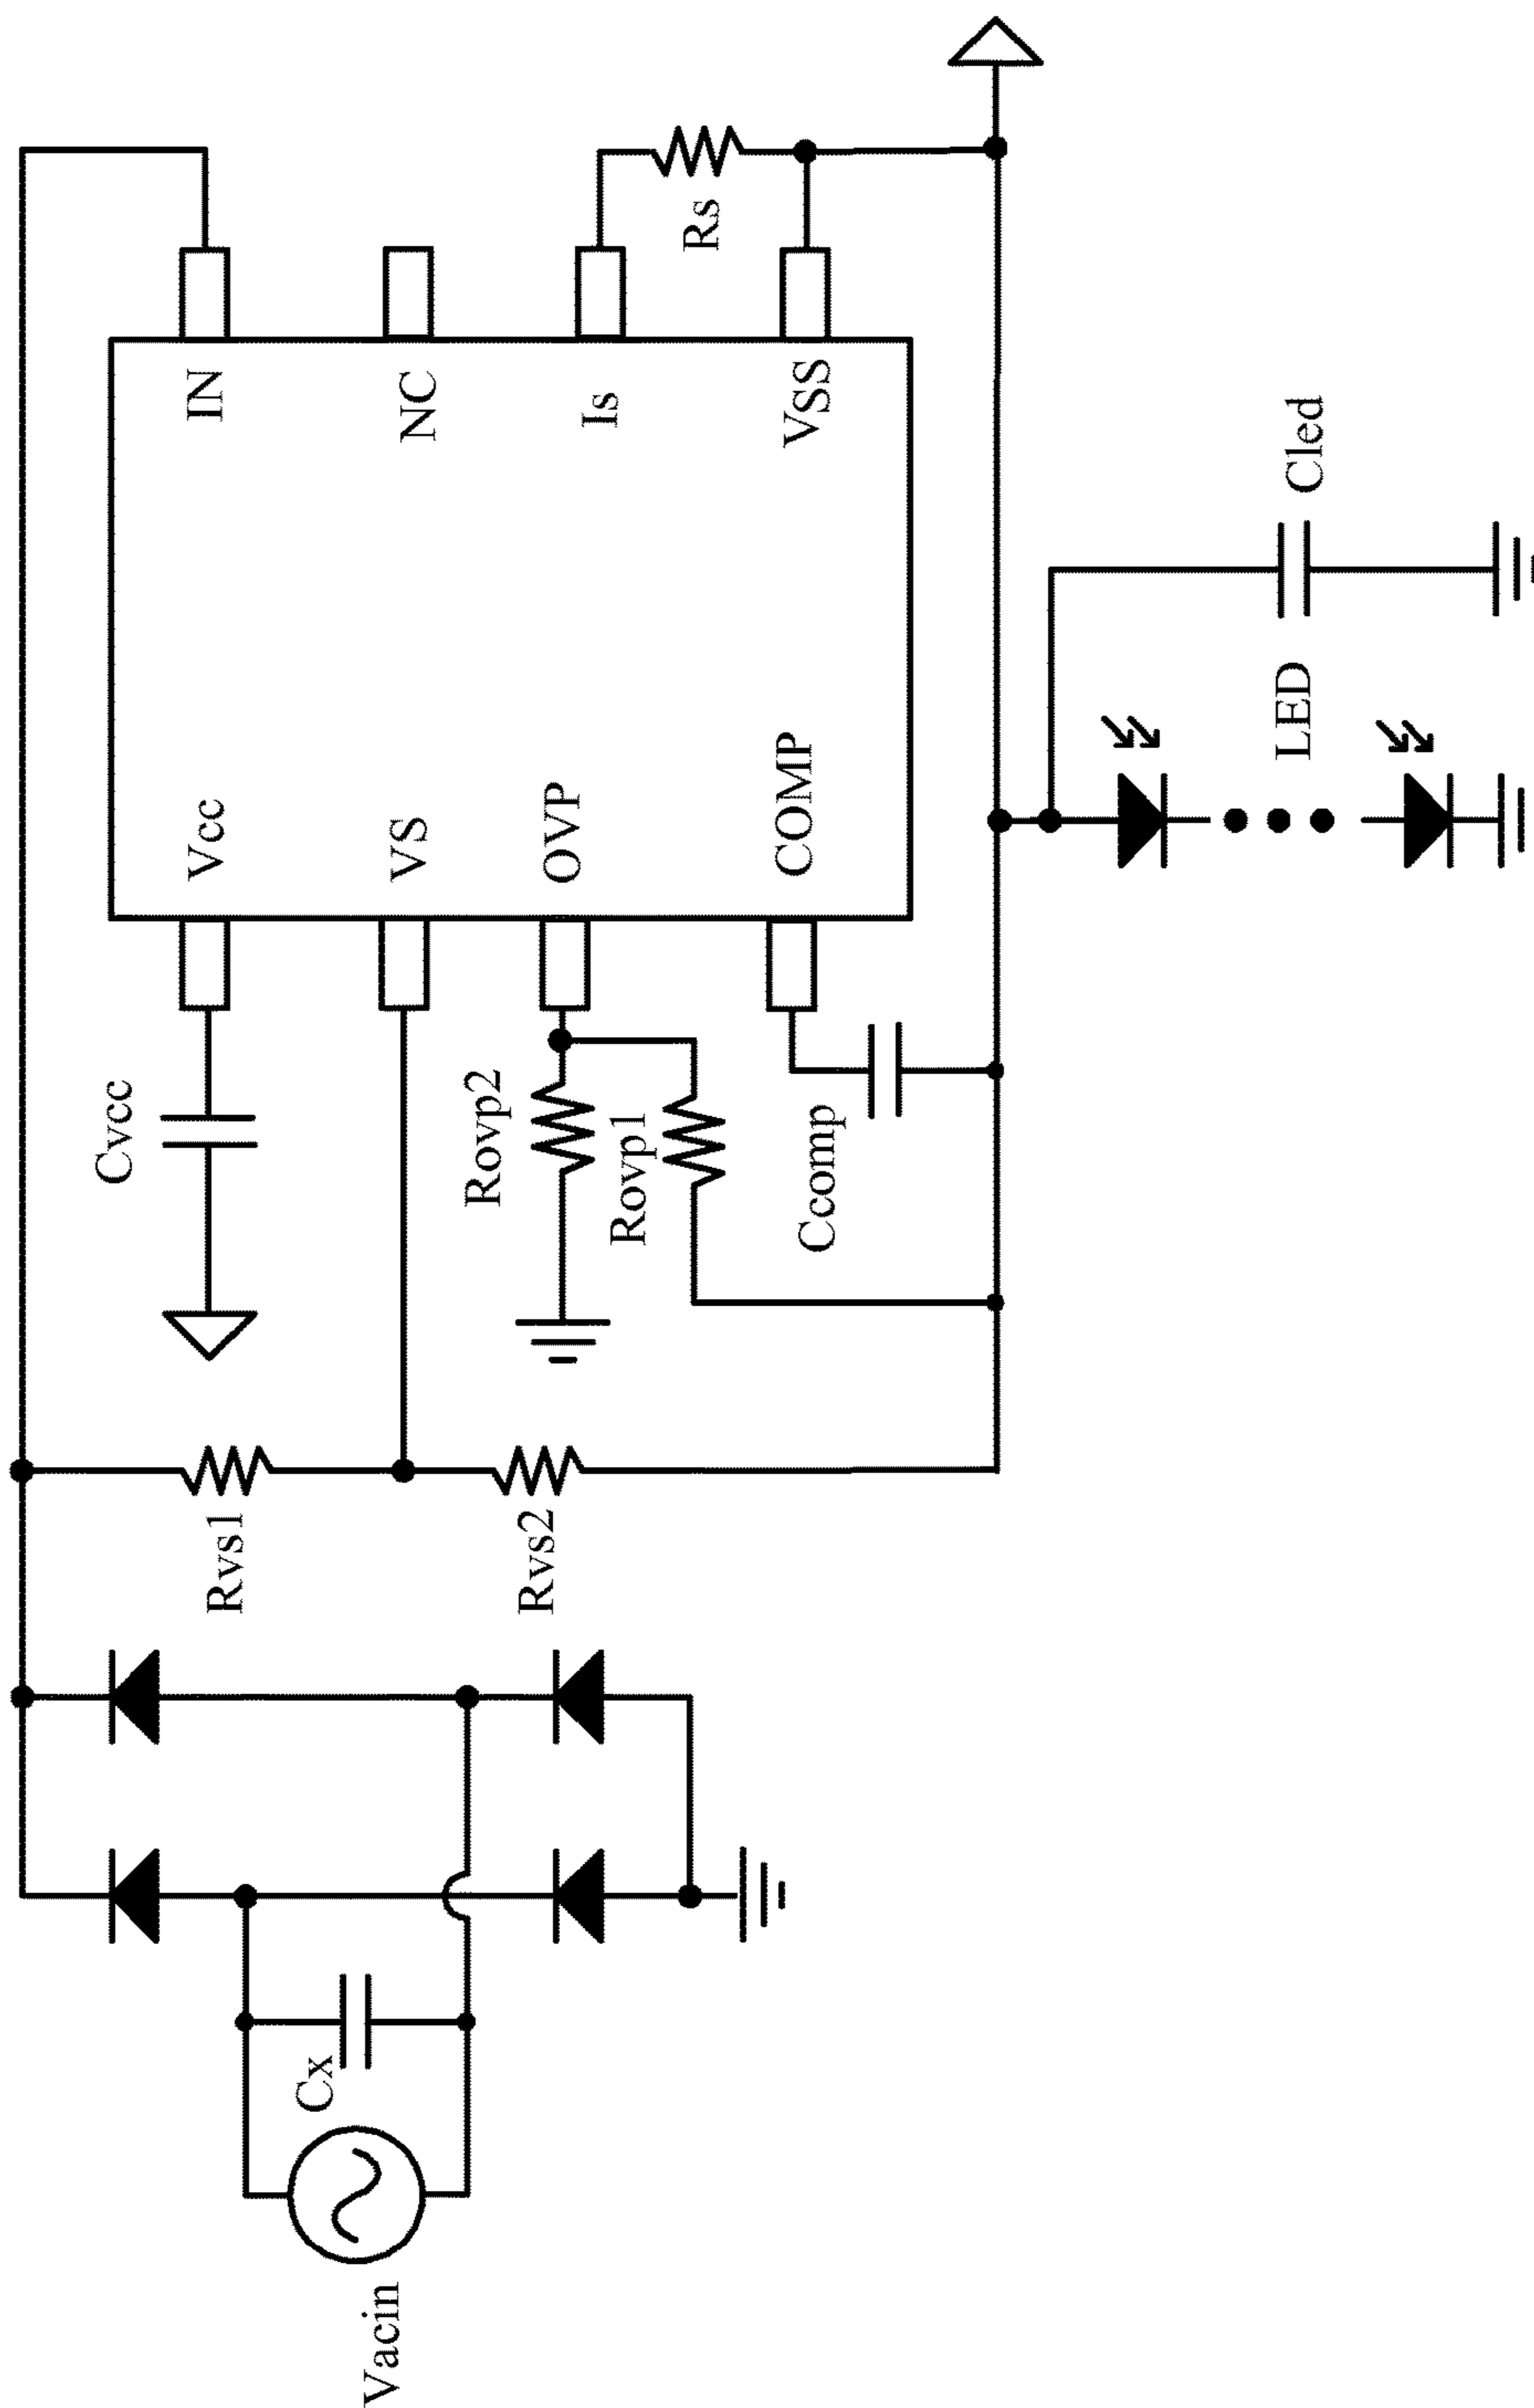 Vacin
Cx
Rvs1
Rvs2
Cvcc
Rovp2
Rovp1
Ccomp
Vcc
VS
OVP
COMP
IN
NC
Is
VSS
Rs
LED
Cled